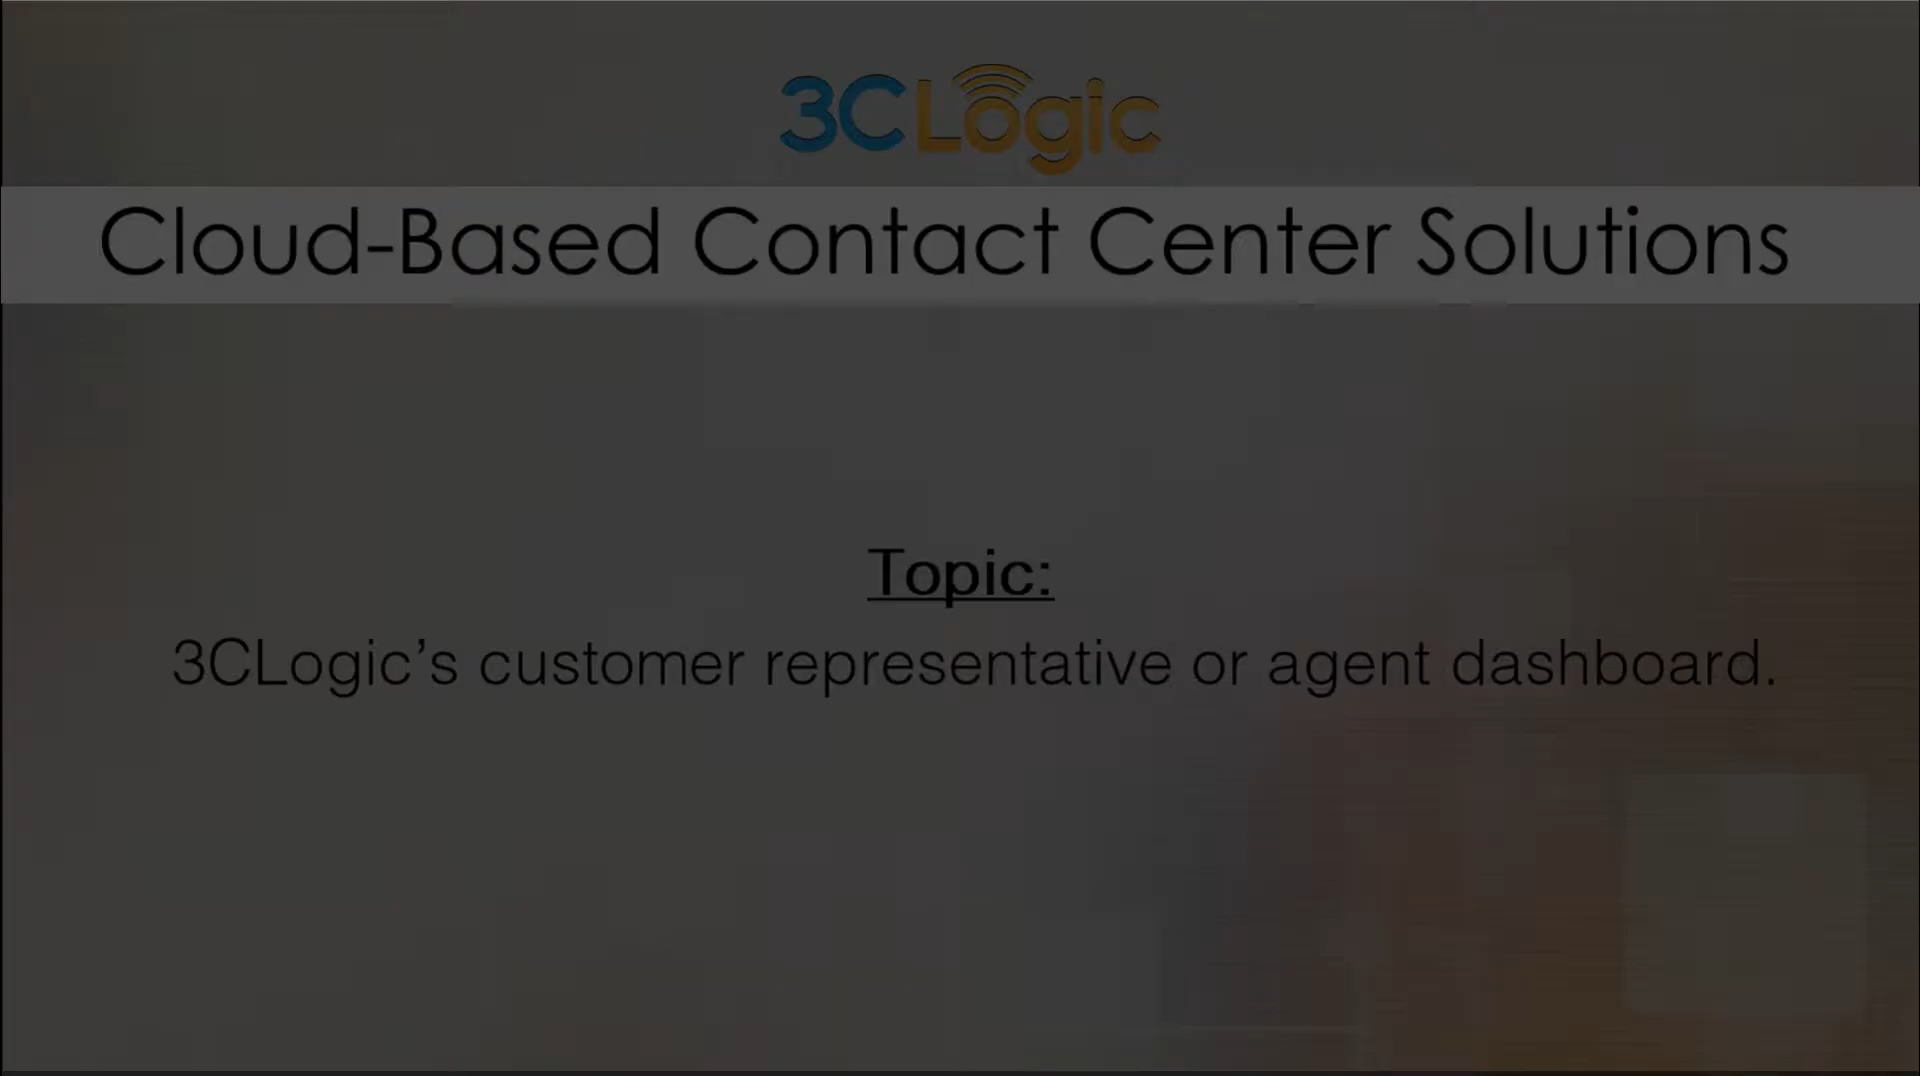 3CLogic
Cloud-Based Contact Center Solutions
Topic:
3CLogic’s customer representative or agent dashboard.